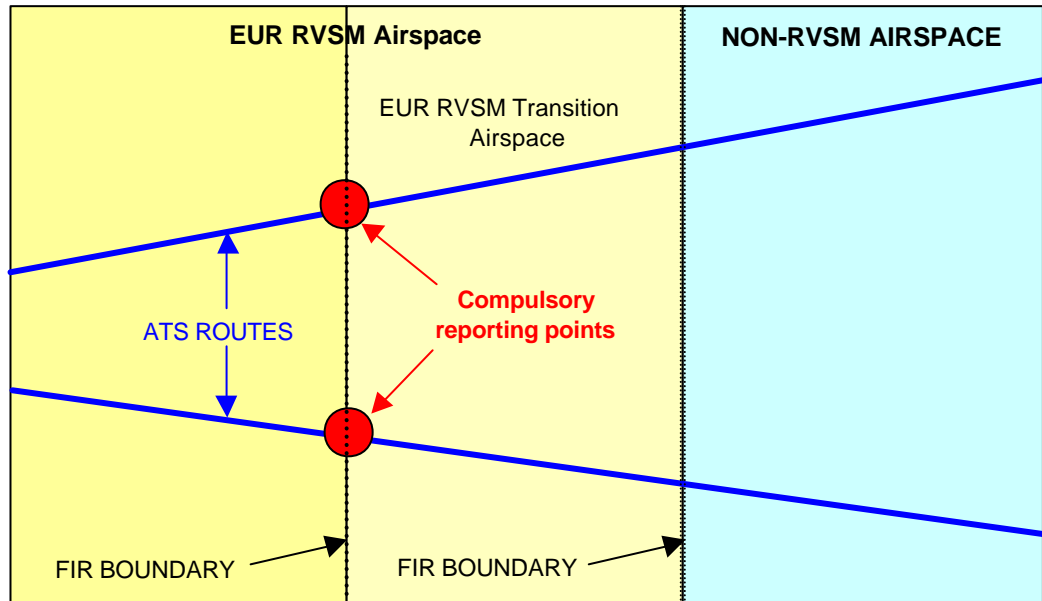 EUR RVSM Airspace
NON-RVSM AIRSPACE
EUR RVSM Transition
Airspace
Compulsory
reporting points
ATS ROUTES
FIR BOUNDARY
FIR BOUNDARY